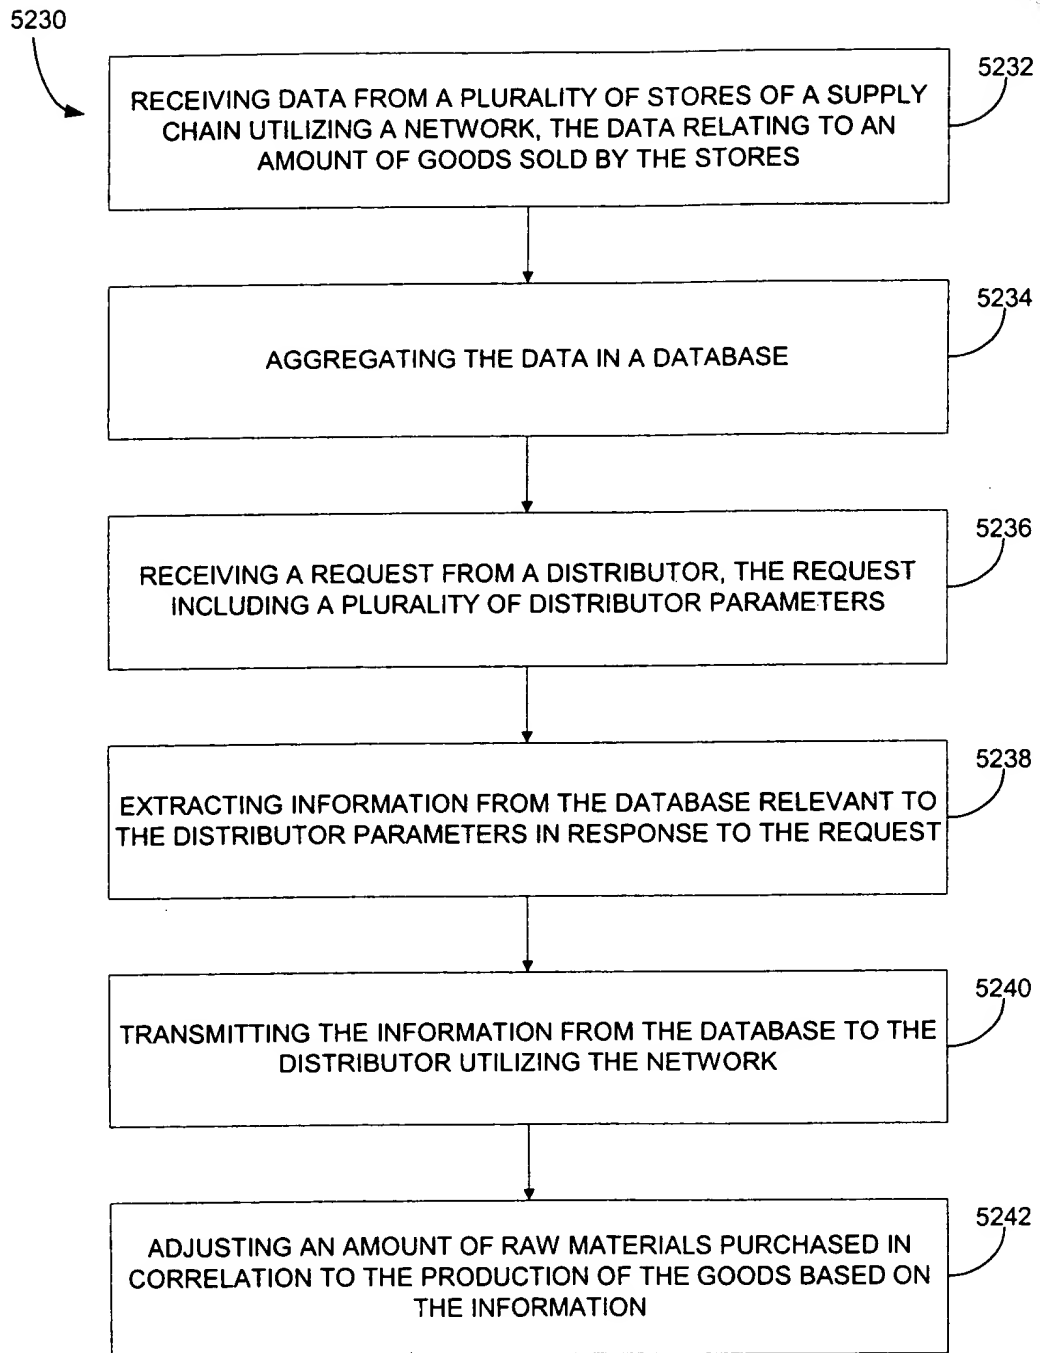 5230
5232
RECEIVING DATA FROM A PLURALITY OF STORES OF A SUPPLY
CHAIN UTILIZING A NETWORK, THE DATA RELATING TO AN
AMOUNT OF GOODS SOLD BY THE STORES
5234
AGGREGATING THE DATA IN A DATABASE
5236
RECEIVING A REQUEST FROM A DISTRIBUTOR, THE REQUEST
INCLUDING A PLURALITY OF DISTRIBUTOR PARAMETERS
5238
EXTRACTING INFORMATION FROM THE DATABASE RELEVANT TO
THE DISTRIBUTOR PARAMETERS IN RESPONSE TO THE REQUEST
5240
TRANSMITTING THE INFORMATION FROM THE DATABASE TO THE
DISTRIBUTOR UTILIZING THE NETWORK
5242
ADJUSTING AN AMOUNT OF RAW MATERIALS PURCHASED IN
CORRELATION TO THE PRODUCTION OF THE GOODS BASED ON
THE INFORMATION